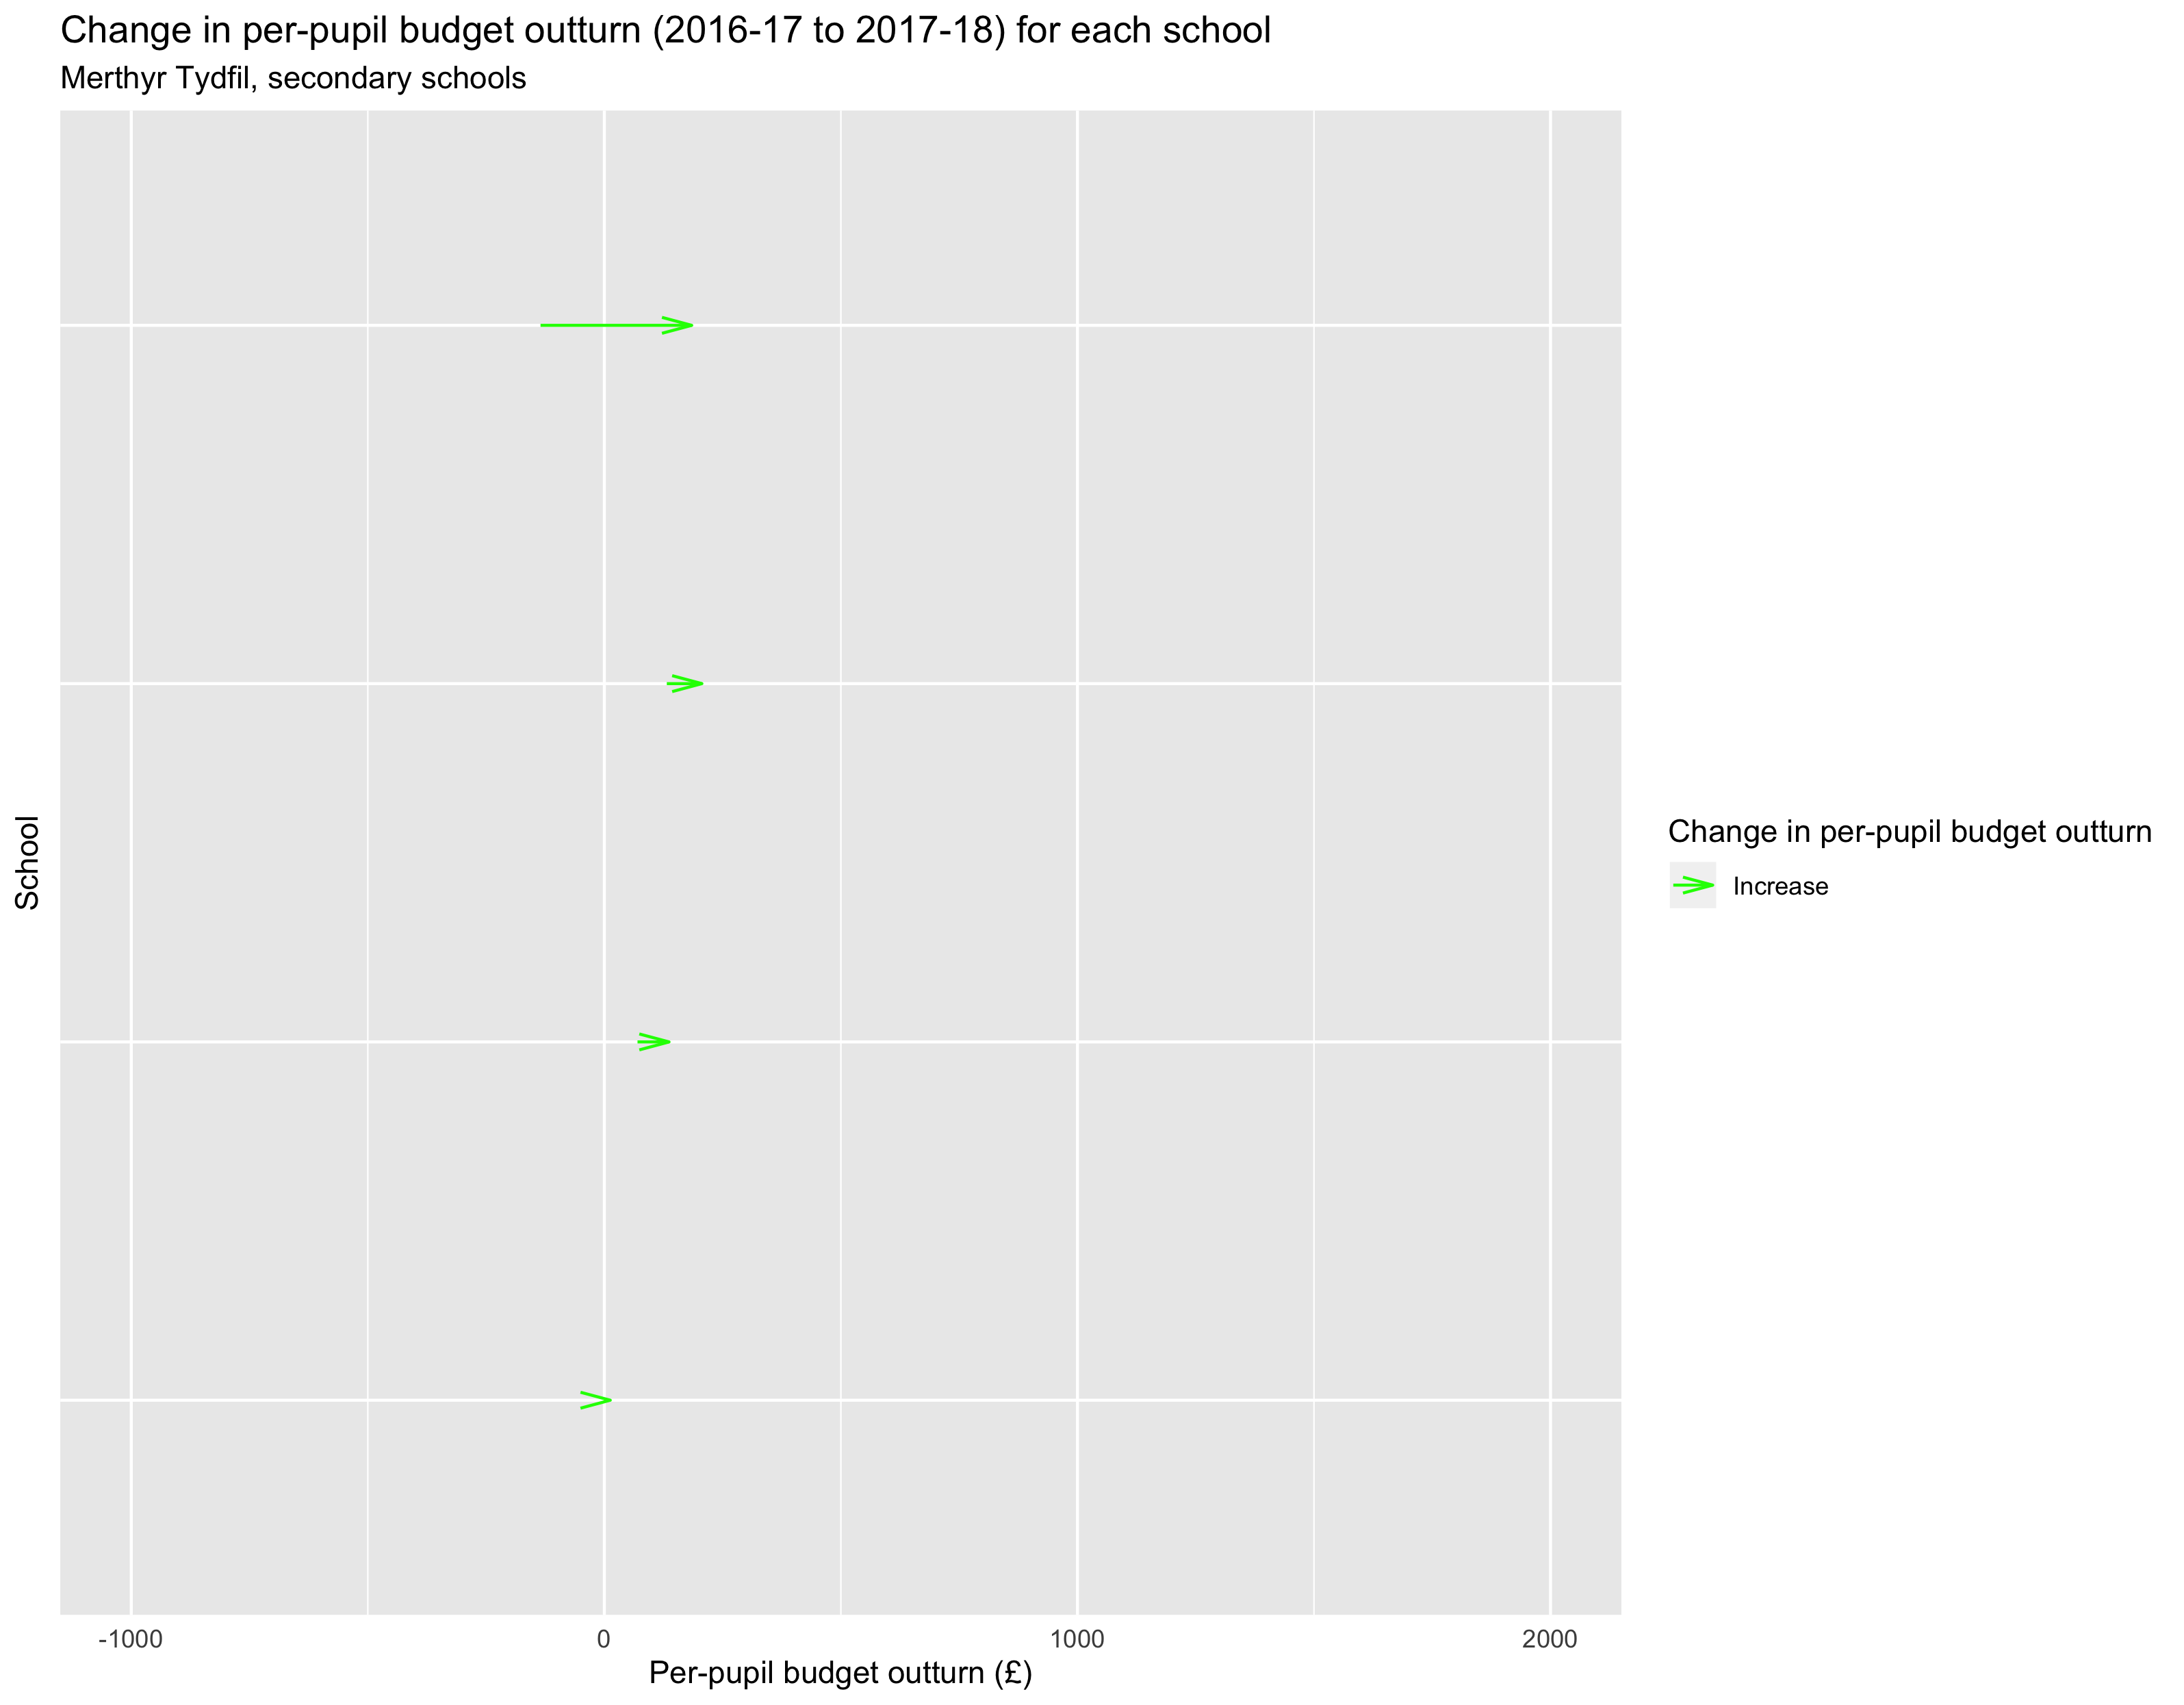 Change in per-pupil budget outturn (2016-17 to 2017-18) for each school
Merthyr Tydfil, secondary schools
School
Change in per-pupil budget outturn
Increase
-1000
0
1000
2000
Per-pupil budget outturn (£)